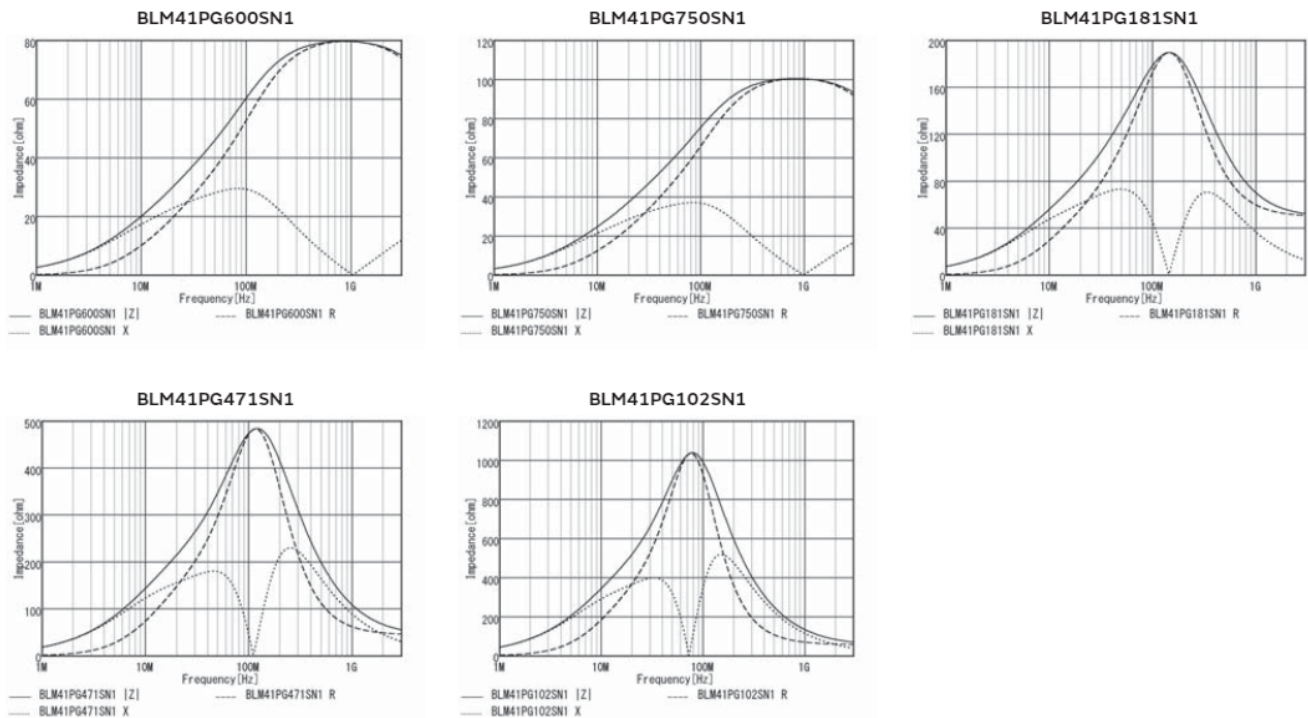 BLM41PG600SN1
80
60
40
20
0
Impedance[ohm]
1M
10M
100M
1G
Frequency[Hz]
BLM41PG600SN1 |Z|
BLM41PG600SN1 R
BLM41PG600SN1 X
BLM41PG750SN1
120
100
80
60
40
20
0
Impedance[ohm]
1M
10M
100M
1G
Frequency[Hz]
BLM41PG750SN1 |Z|
BLM41PG750SN1 R
BLM41PG750SN1 X
BLM41PG181SN1
200
160
120
80
40
0
Impedance[ohm]
1M
10M
100M
1G
Frequency[Hz]
BLM41PG181SN1 |Z|
BLM41PG181SN1 R
BLM41PG181SN1 X
BLM41PG471SN1
500
400
300
200
100
0
Impedance[ohm]
1M
10M
100M
1G
Frequency[Hz]
BLM41PG471SN1 |Z|
BLM41PG471SN1 R
BLM41PG471SN1 X
BLM41PG102SN1
1200
1000
800
600
400
200
0
Impedance[ohm]
1M
10M
100M
1G
Frequency[Hz]
BLM41PG102SN1 |Z|
BLM41PG102SN1 R
BLM41PG102SN1 X